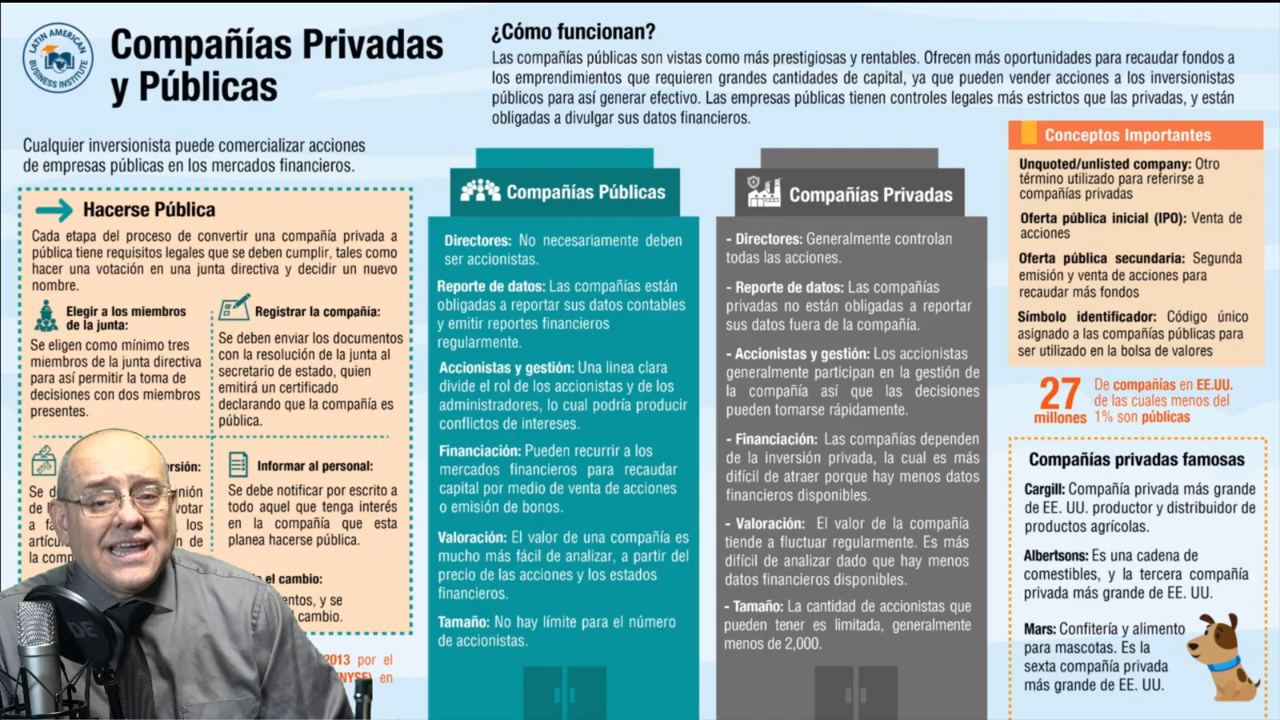 LATIN AMERICAN
BUSINESS INSTITUTE
Compañías Privadas
y Públicas
Cualquier inversionista puede comercializar acciones
de empresas públicas en los mercados financieros.
¿Cómo funcionan?
Las compañías públicas son vistas como más prestigiosas y rentables. Ofrecen más oportunidades para recaudar fondos a
los emprendimientos que requieren grandes cantidades de capital, ya que pueden vender acciones a los inversionistas
públicos para así generar efectivo. Las empresas públicas tienen controles legales más estrictos que las privadas, y están
obligadas a divulgar sus datos financieros.
Hacerse Pública
Cada etapa del proceso de convertir una compañía privada a
pública tiene requisitos legales que se deben cumplir, tales como
hacer una votación en una junta directiva y decidir un nuevo
nombre.
Elegir a los miembros
de la junta:
Se eligen como mínimo tres
miembros de la junta directiva
para así permitir la toma de
decisiones con dos miembros
presentes.
Registrar la compañía:
Se deben enviar los documentos
con la resolución de la junta al
secretario de estado, quien
emitirá un certificado
declarando que la compañía es
pública.
Informar al personal:
Se debe notificar por escrito a
todo aquel que tenga interés
en la compañía que esta
planea hacerse pública.
el cambio:
y se
cambio.
2013 por el
(NYSE) en
DE
Compañías Públicas
Directores: No necesariamente deben
ser accionistas.
Reporte de datos: Las compañías están
obligadas a reportar sus datos contables
y emitir reportes financieros
regularmente.
Accionistas y gestión: Una linea clara
divide el rol de los accionistas y de los
administradores, lo cual podría producir
conflictos de intereses.
Financiación: Pueden recurrir a los
mercados financieros para recaudar
capital por medio de venta de acciones
o emisión de bonos.
Valoración: El valor de una compañía es
mucho más fácil de analizar, a partir del
precio de las acciones y los estados
financieros.
Tamaño: No hay límite para el número
de accionistas.
Compañías Privadas
- Directores: Generalmente controlan
todas las acciones.
- Reporte de datos: Las compañías
privadas no están obligadas a reportar
sus datos fuera de la compañía.
- Accionistas y gestión: Los accionistas
generalmente participan en la gestión de
la compañía así que las decisiones
pueden tomarse rápidamente.
- Financiación: Las compañías dependen
de la inversión privada, la cual es más
difícil de atraer porque hay menos datos
financieros disponibles.
- Valoración: El valor de la compañía
tiende a fluctuar regularmente. Es más
difícil de analizar dado que hay menos
datos financieros disponibles.
- Tamaño: La cantidad de accionistas que
pueden tener es limitada, generalmente
menos de 2,000.
Conceptos Importantes
Unquoted/unlisted company: Otro
término utilizado para referirse a
compañías privadas
Oferta pública inicial (IPO): Venta de
acciones
Oferta pública secundaria: Segunda
emisión y venta de acciones para
recaudar más fondos
Símbolo identificador: Código único
asignado a las compañías públicas para
ser utilizado en la bolsa de valores
27
millones
De compañías en EE.UU.
de las cuales menos del
1% son públicas
Compañías privadas famosas
Cargill: Compañía privada más grande
de EE. UU. productor y distribuidor de
productos agrícolas.
Albertsons: Es una cadena de
comestibles, y la tercera compañía
privada más grande de EE. UU.
Mars: Confitería y alimento
para mascotas. Es la
sexta compañía privada
más grande de EE. UU.